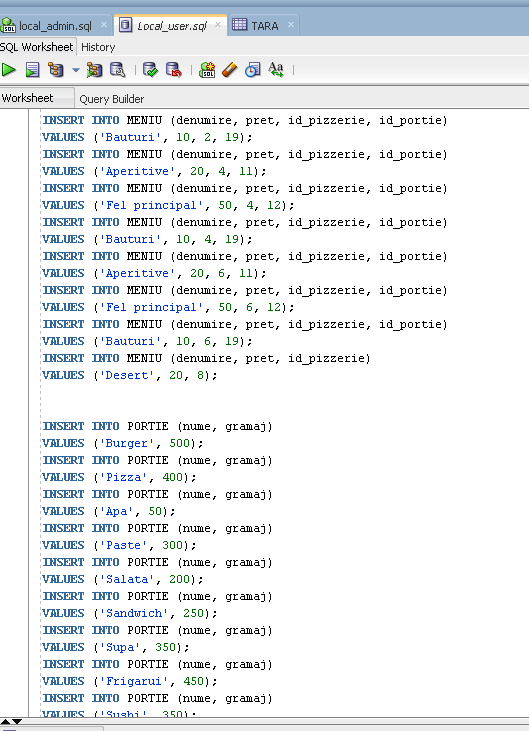 local_admin.sql
Local_user.sql
TARA
SQL Worksheet History
Worksheet Query Builder
INSERT INTO MENIU (denumire, pret, id_pizzerie, id_portie)
VALUES ('Bauturi', 10, 2, 19);
INSERT INTO MENIU (denumire, pret, id_pizzerie, id_portie)
VALUES ('Aperitive', 20, 4, 11);
INSERT INTO MENIU (denumire, pret, id_pizzerie, id_portie)
VALUES ('Fel principal', 50, 4, 12);
INSERT INTO MENIU (denumire, pret, id_pizzerie, id_portie)
VALUES ('Bauturi', 10, 4, 19);
INSERT INTO MENIU (denumire, pret, id_pizzerie, id_portie)
VALUES ('Aperitive', 20, 6, 11);
INSERT INTO MENIU (denumire, pret, id_pizzerie, id_portie)
VALUES ('Fel principal', 50, 6, 12);
INSERT INTO MENIU (denumire, pret, id_pizzerie, id_portie)
VALUES ('Bauturi', 10, 6, 19);
INSERT INTO MENIU (denumire, pret, id_pizzerie)
VALUES ('Desert', 20, 8);
INSERT INTO PORTIE (nume, gramaj)
VALUES ('Burger', 500);
INSERT INTO PORTIE (nume, gramaj)
VALUES ('Pizza', 400);
INSERT INTO PORTIE (nume, gramaj)
VALUES ('Apa', 50);
INSERT INTO PORTIE (nume, gramaj)
VALUES ('Paste', 300);
INSERT INTO PORTIE (nume, gramaj)
VALUES ('Salata', 200);
INSERT INTO PORTIE (nume, gramaj)
VALUES ('Sandwich', 250);
INSERT INTO PORTIE (nume, gramaj)
VALUES ('Supa', 350);
INSERT INTO PORTIE (nume, gramaj)
VALUES ('Frigarui', 450);
INSERT INTO PORTIE (nume, gramaj)
VALUES ('Sushi', 350);